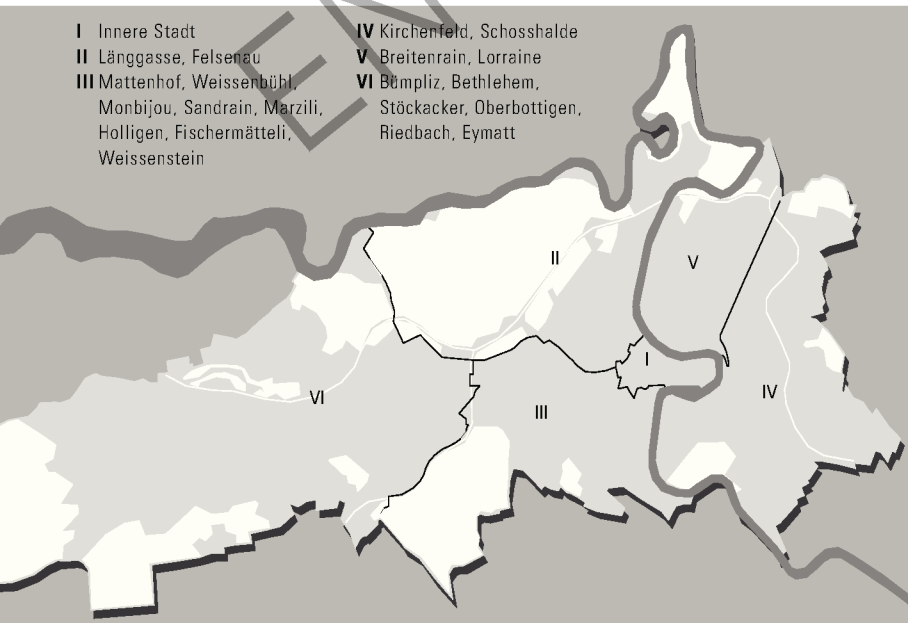 I Innere Stadt
II Länggasse, Felsenau
III Mattenhof, Weissenbühl,
Monbijou, Sandrain, Marzili,
Holligen, Fischermätteli,
Weissenstein
IV Kirchenfeld, Schosshalde
V Breitenrain, Lorraine
VI Bümpliz, Bethlehem,
Stöckacker, Oberbottigen,
Riedbach, Eymatt
II
V
I
VI
III
IV